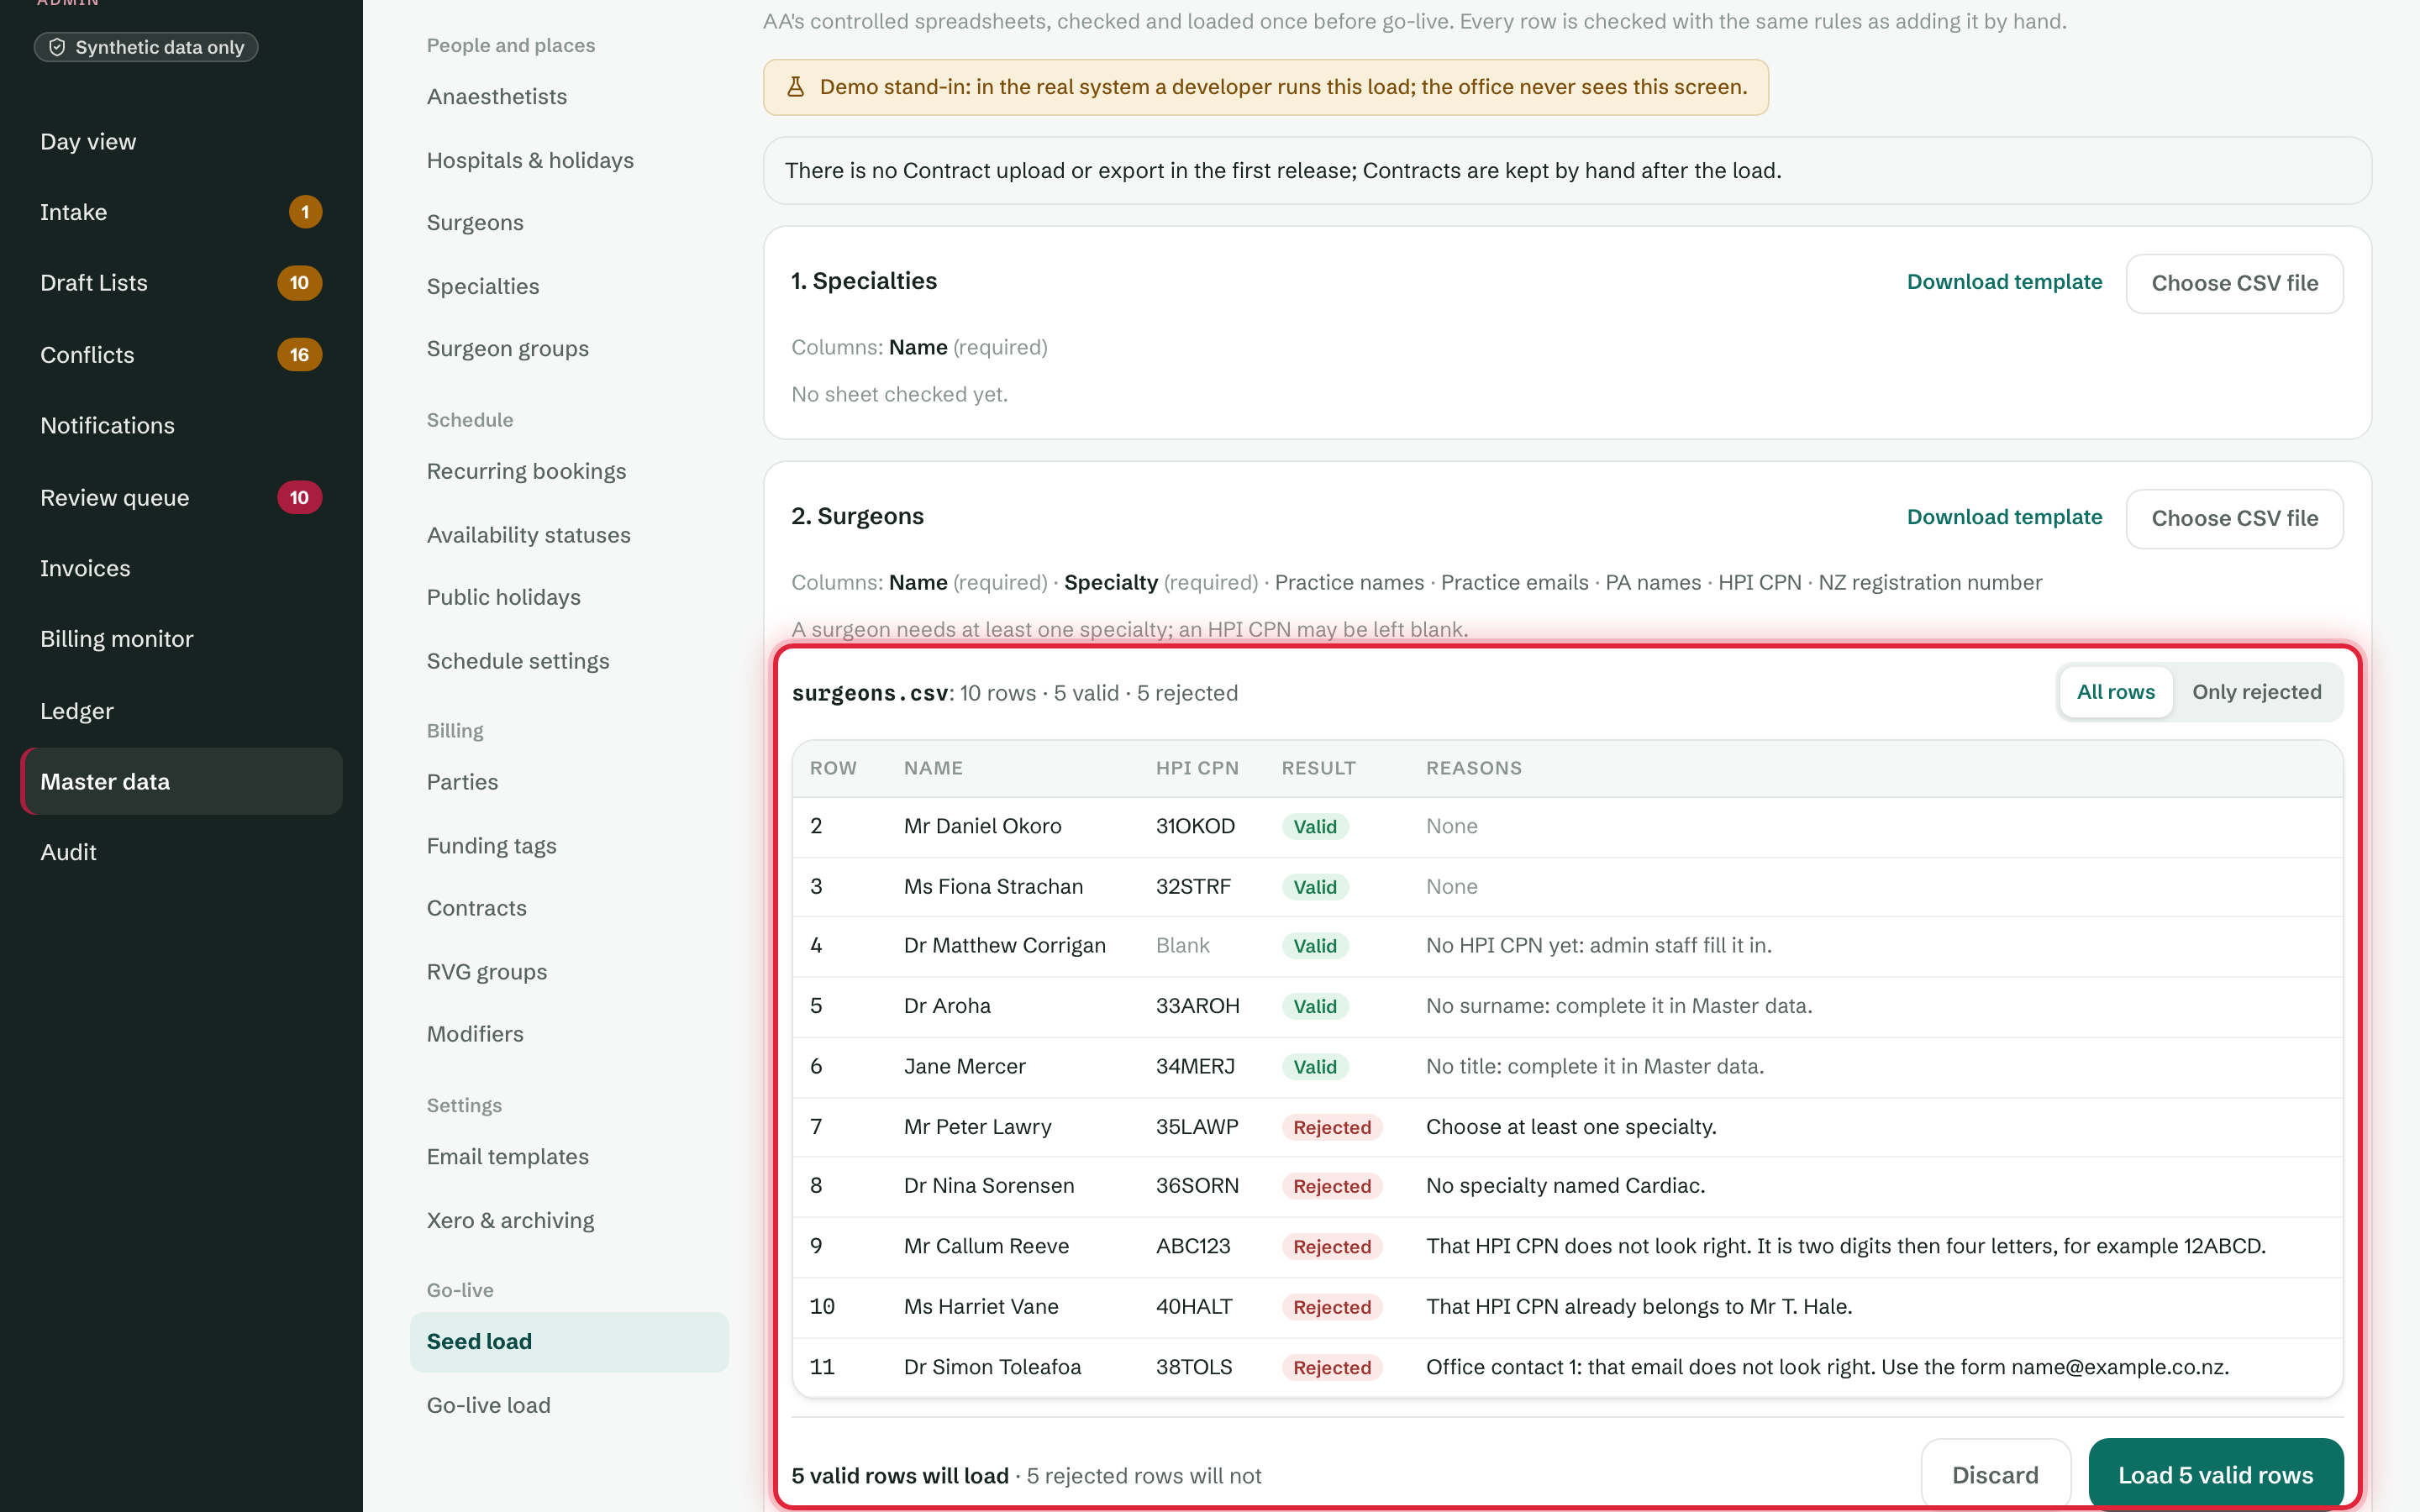 ADMIN
Synthetic data only
Day view
Intake 1
Draft Lists 10
Conflicts 16
Notifications
Review queue 10
Invoices
Billing monitor
Ledger
Master data
Audit
People and places
Anaesthetists
Hospitals & holidays
Surgeons
Specialties
Surgeon groups
Schedule
Recurring bookings
Availability statuses
Public holidays
Schedule settings
Billing
Parties
Funding tags
Contracts
RVG groups
Modifiers
Settings
Email templates
Xero & archiving
Go-live
Seed load
Go-live load
AA's controlled spreadsheets, checked and loaded once before go-live. Every row is checked with the same rules as adding it by hand.
Demo stand-in: in the real system a developer runs this load; the office never sees this screen.
There is no Contract upload or export in the first release; Contracts are kept by hand after the load.
1. Specialties Download template Choose CSV file
Columns: Name (required)
No sheet checked yet.
2. Surgeons Download template Choose CSV file
Columns: Name (required) · Specialty (required) · Practice names · Practice emails · PA names · HPI CPN · NZ registration number
A surgeon needs at least one specialty; an HPI CPN may be left blank.
surgeons.csv: 10 rows · 5 valid · 5 rejected All rows Only rejected
ROW NAME HPI CPN RESULT REASONS
2 Mr Daniel Okoro 31OKOD Valid None
3 Ms Fiona Strachan 32STRF Valid None
4 Dr Matthew Corrigan Blank Valid No HPI CPN yet: admin staff fill it in.
5 Dr Aroha 33AROH Valid No surname: complete it in Master data.
6 Jane Mercer 34MERJ Valid No title: complete it in Master data.
7 Mr Peter Lawry 35LAWP Rejected Choose at least one specialty.
8 Dr Nina Sorensen 36SORN Rejected No specialty named Cardiac.
9 Mr Callum Reeve ABC123 Rejected That HPI CPN does not look right. It is two digits then four letters, for example 12ABCD.
10 Ms Harriet Vane 40HALT Rejected That HPI CPN already belongs to Mr T. Hale.
11 Dr Simon Toleafoa 38TOLS Rejected Office contact 1: that email does not look right. Use the form name@example.co.nz.
5 valid rows will load · 5 rejected rows will not Discard Load 5 valid rows